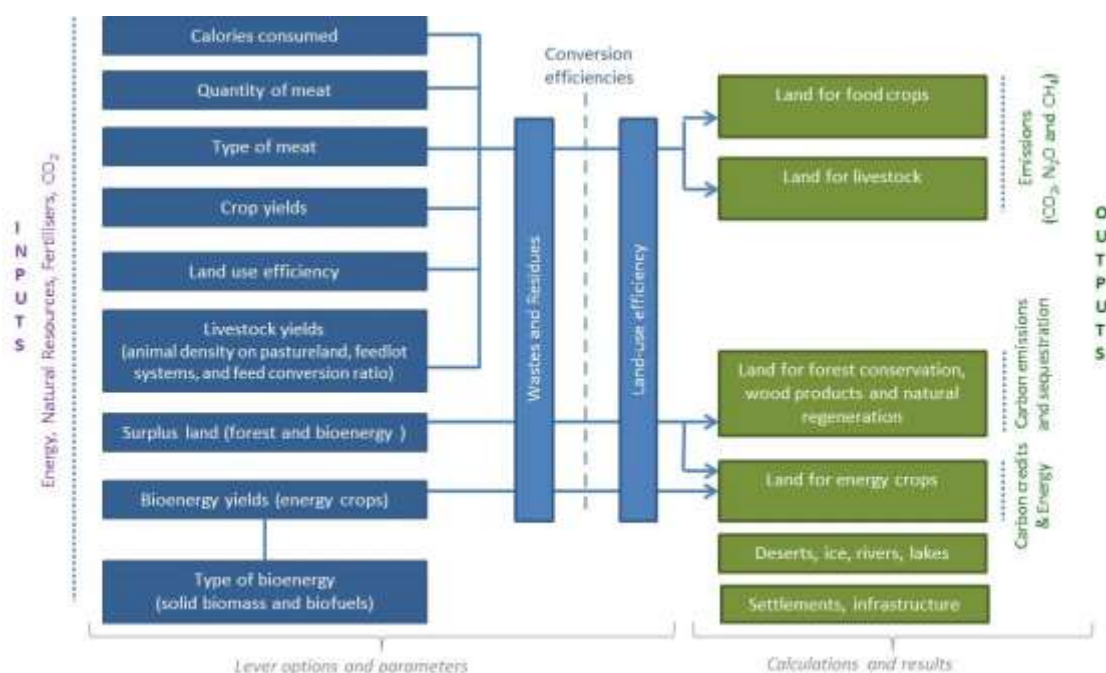 INPUTS
Energy, Natural Resources, Fertilisers, CO₂
Calories consumed
Quantity of meat
Type of meat
Crop yields
Land use efficiency
Livestock yields
(animal density on pastureland, feedlot
systems, and feed conversion ratio)
Surplus land (forest and bioenergy )
Bioenergy yields (energy crops)
Type of bioenergy
(solid biomass and biofuels)
Lever options and parameters
Conversion
efficiencies
Wastes and Residues
Land-use efficiency
Land for food crops
Land for livestock
Land for forest conservation,
wood products and natural
regeneration
Land for energy crops
Deserts, ice, rivers, lakes
Settlements, infrastructure
Calculations and results
Emissions
(CO₂, N₂O and CH₄)
Carbon emissions
and sequestration
Carbon credits
& Energy
OUTPUTS